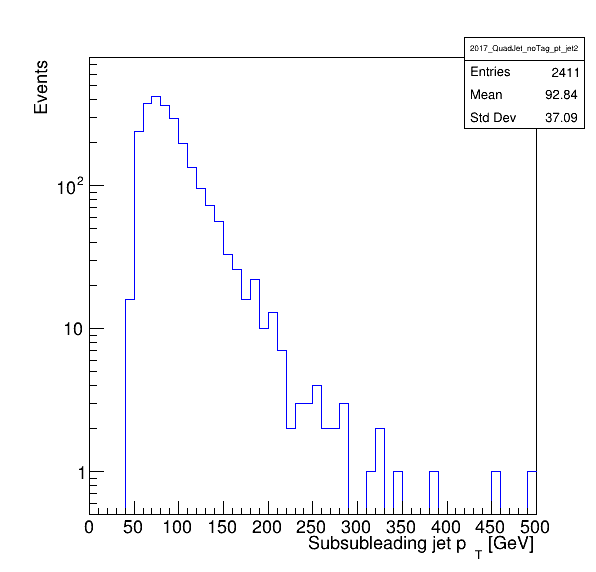 2017_QuadJet_noTag_pt_jet2
Entries 2411
Mean 92.84
Std Dev 37.09
Events
10²
10
1
0 50 100 150 200 250 300 350 400 450 500
Subsubleading jet p T [GeV]